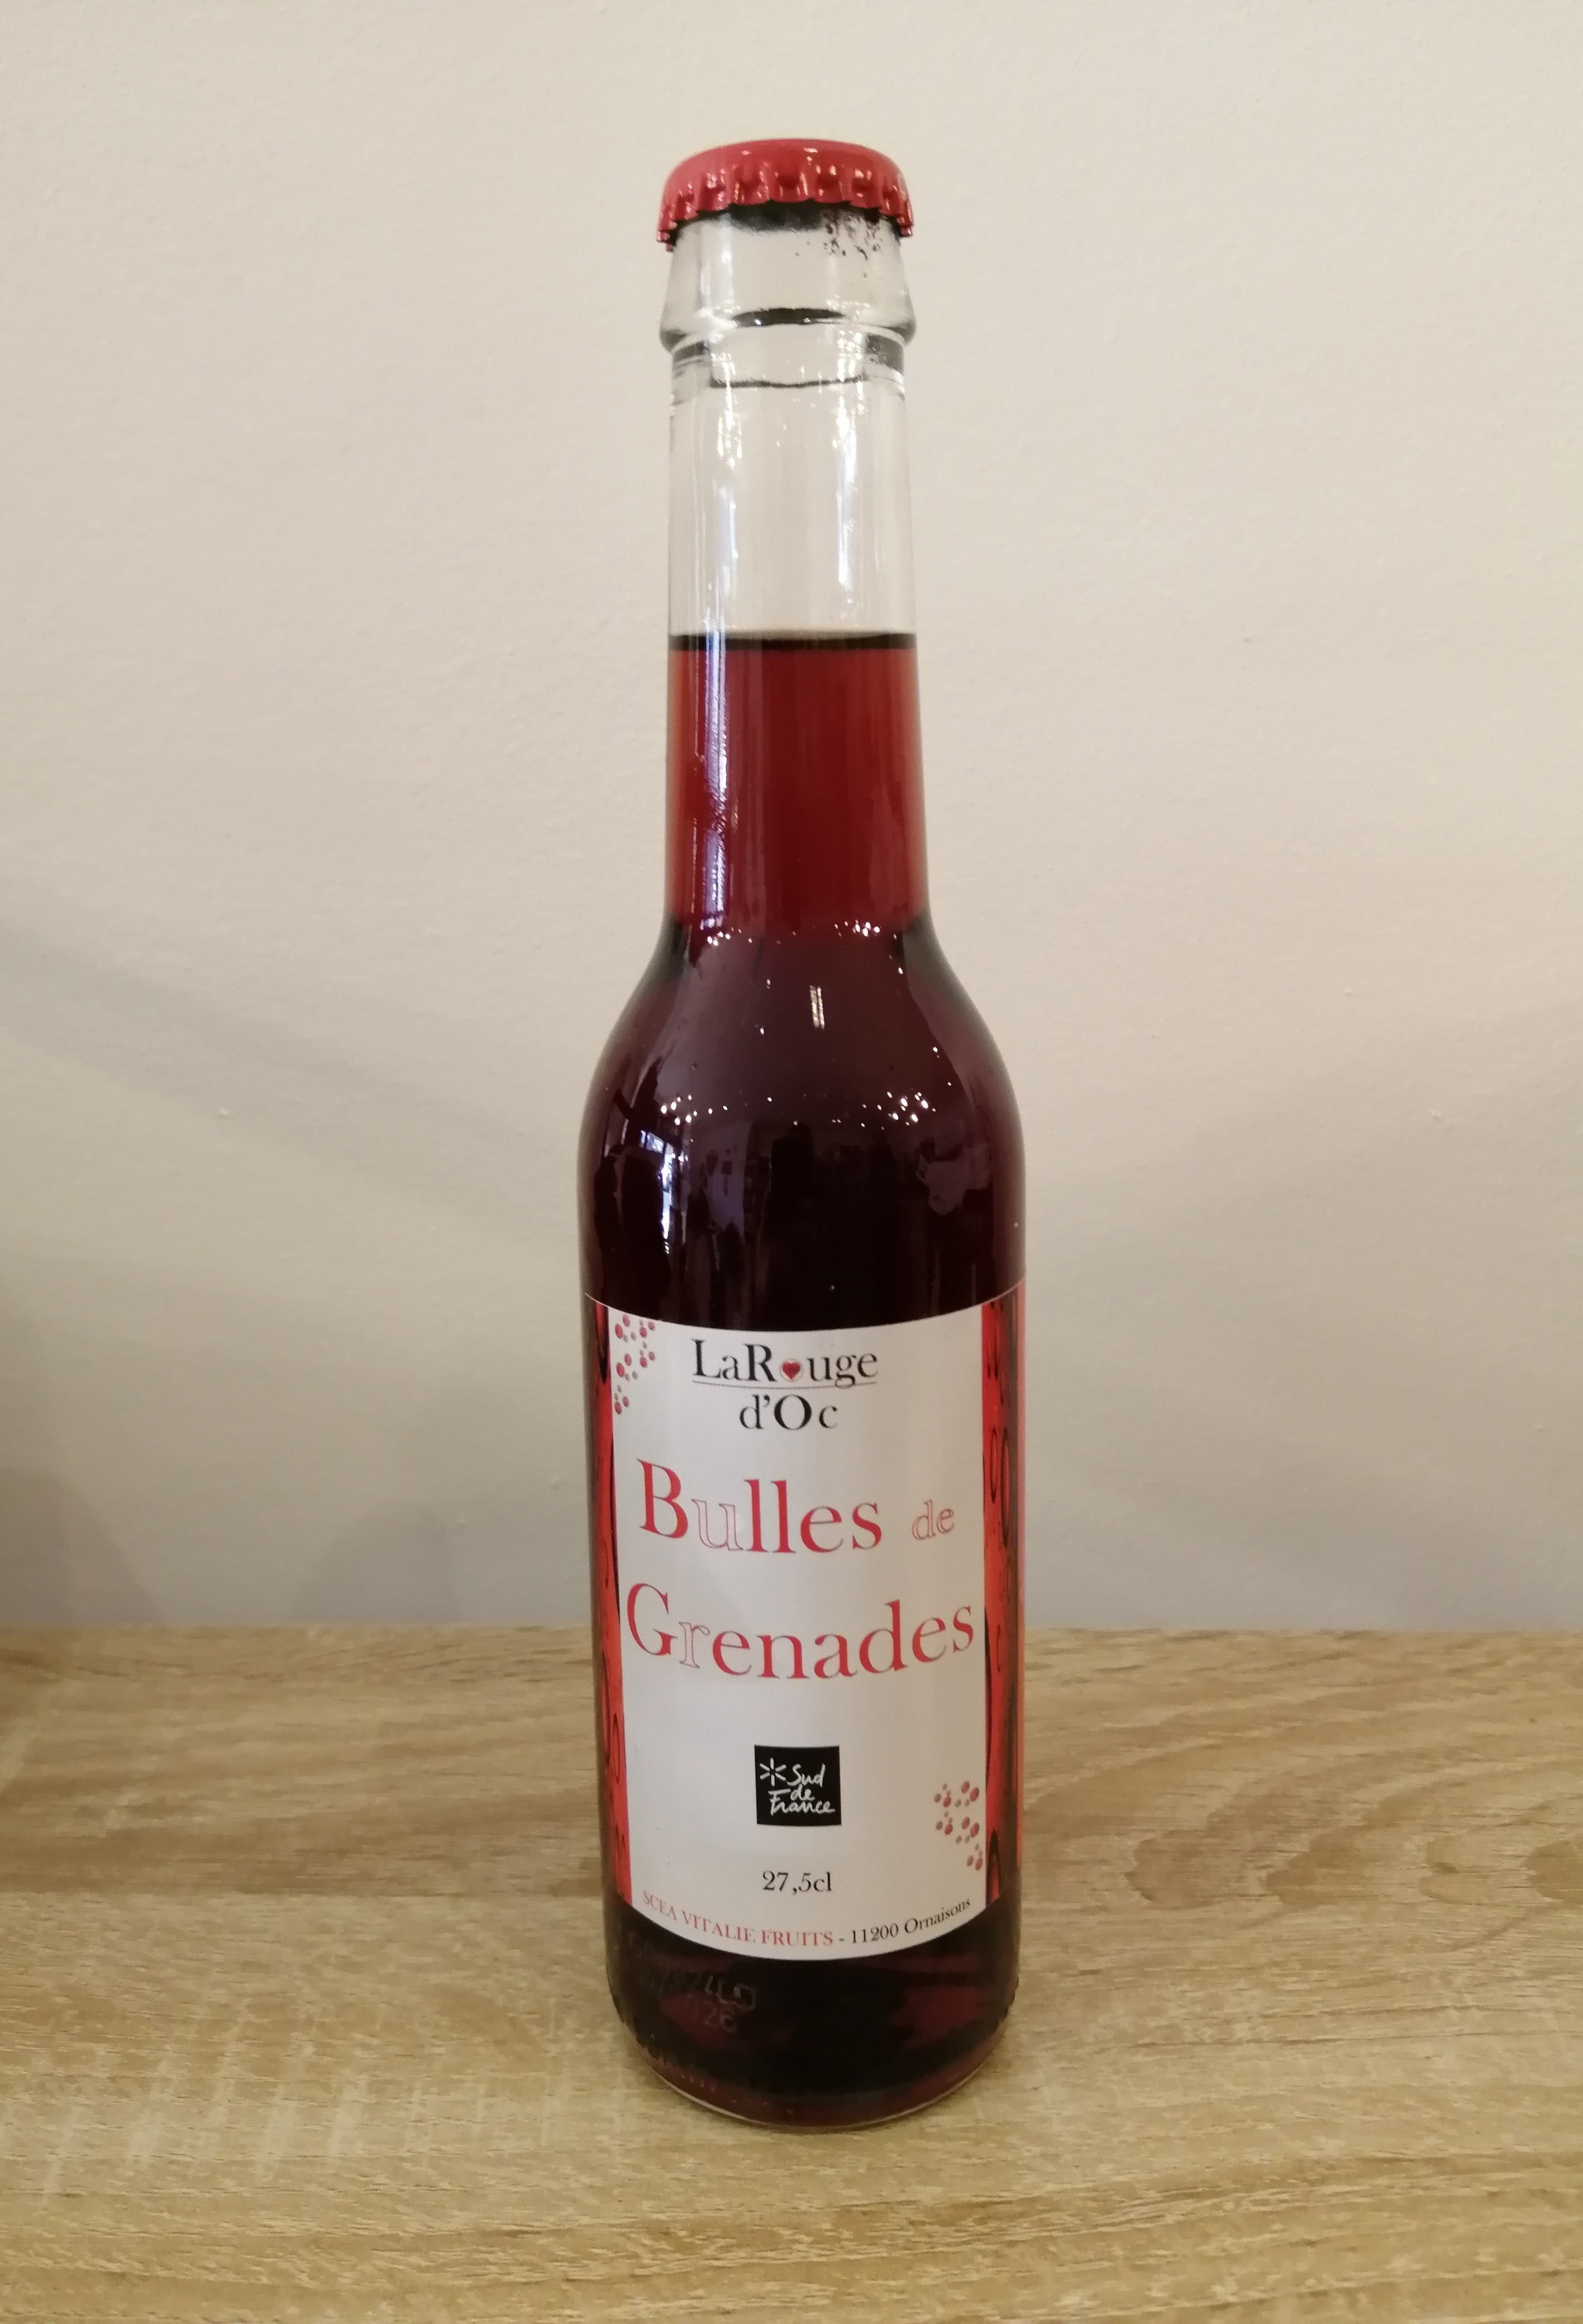 LaRouge
d'Oc
Bulles de
Grenades
Sud
de
France
27,5cl
SCEA VITALIE FRUITS - 11200 Ornaisons